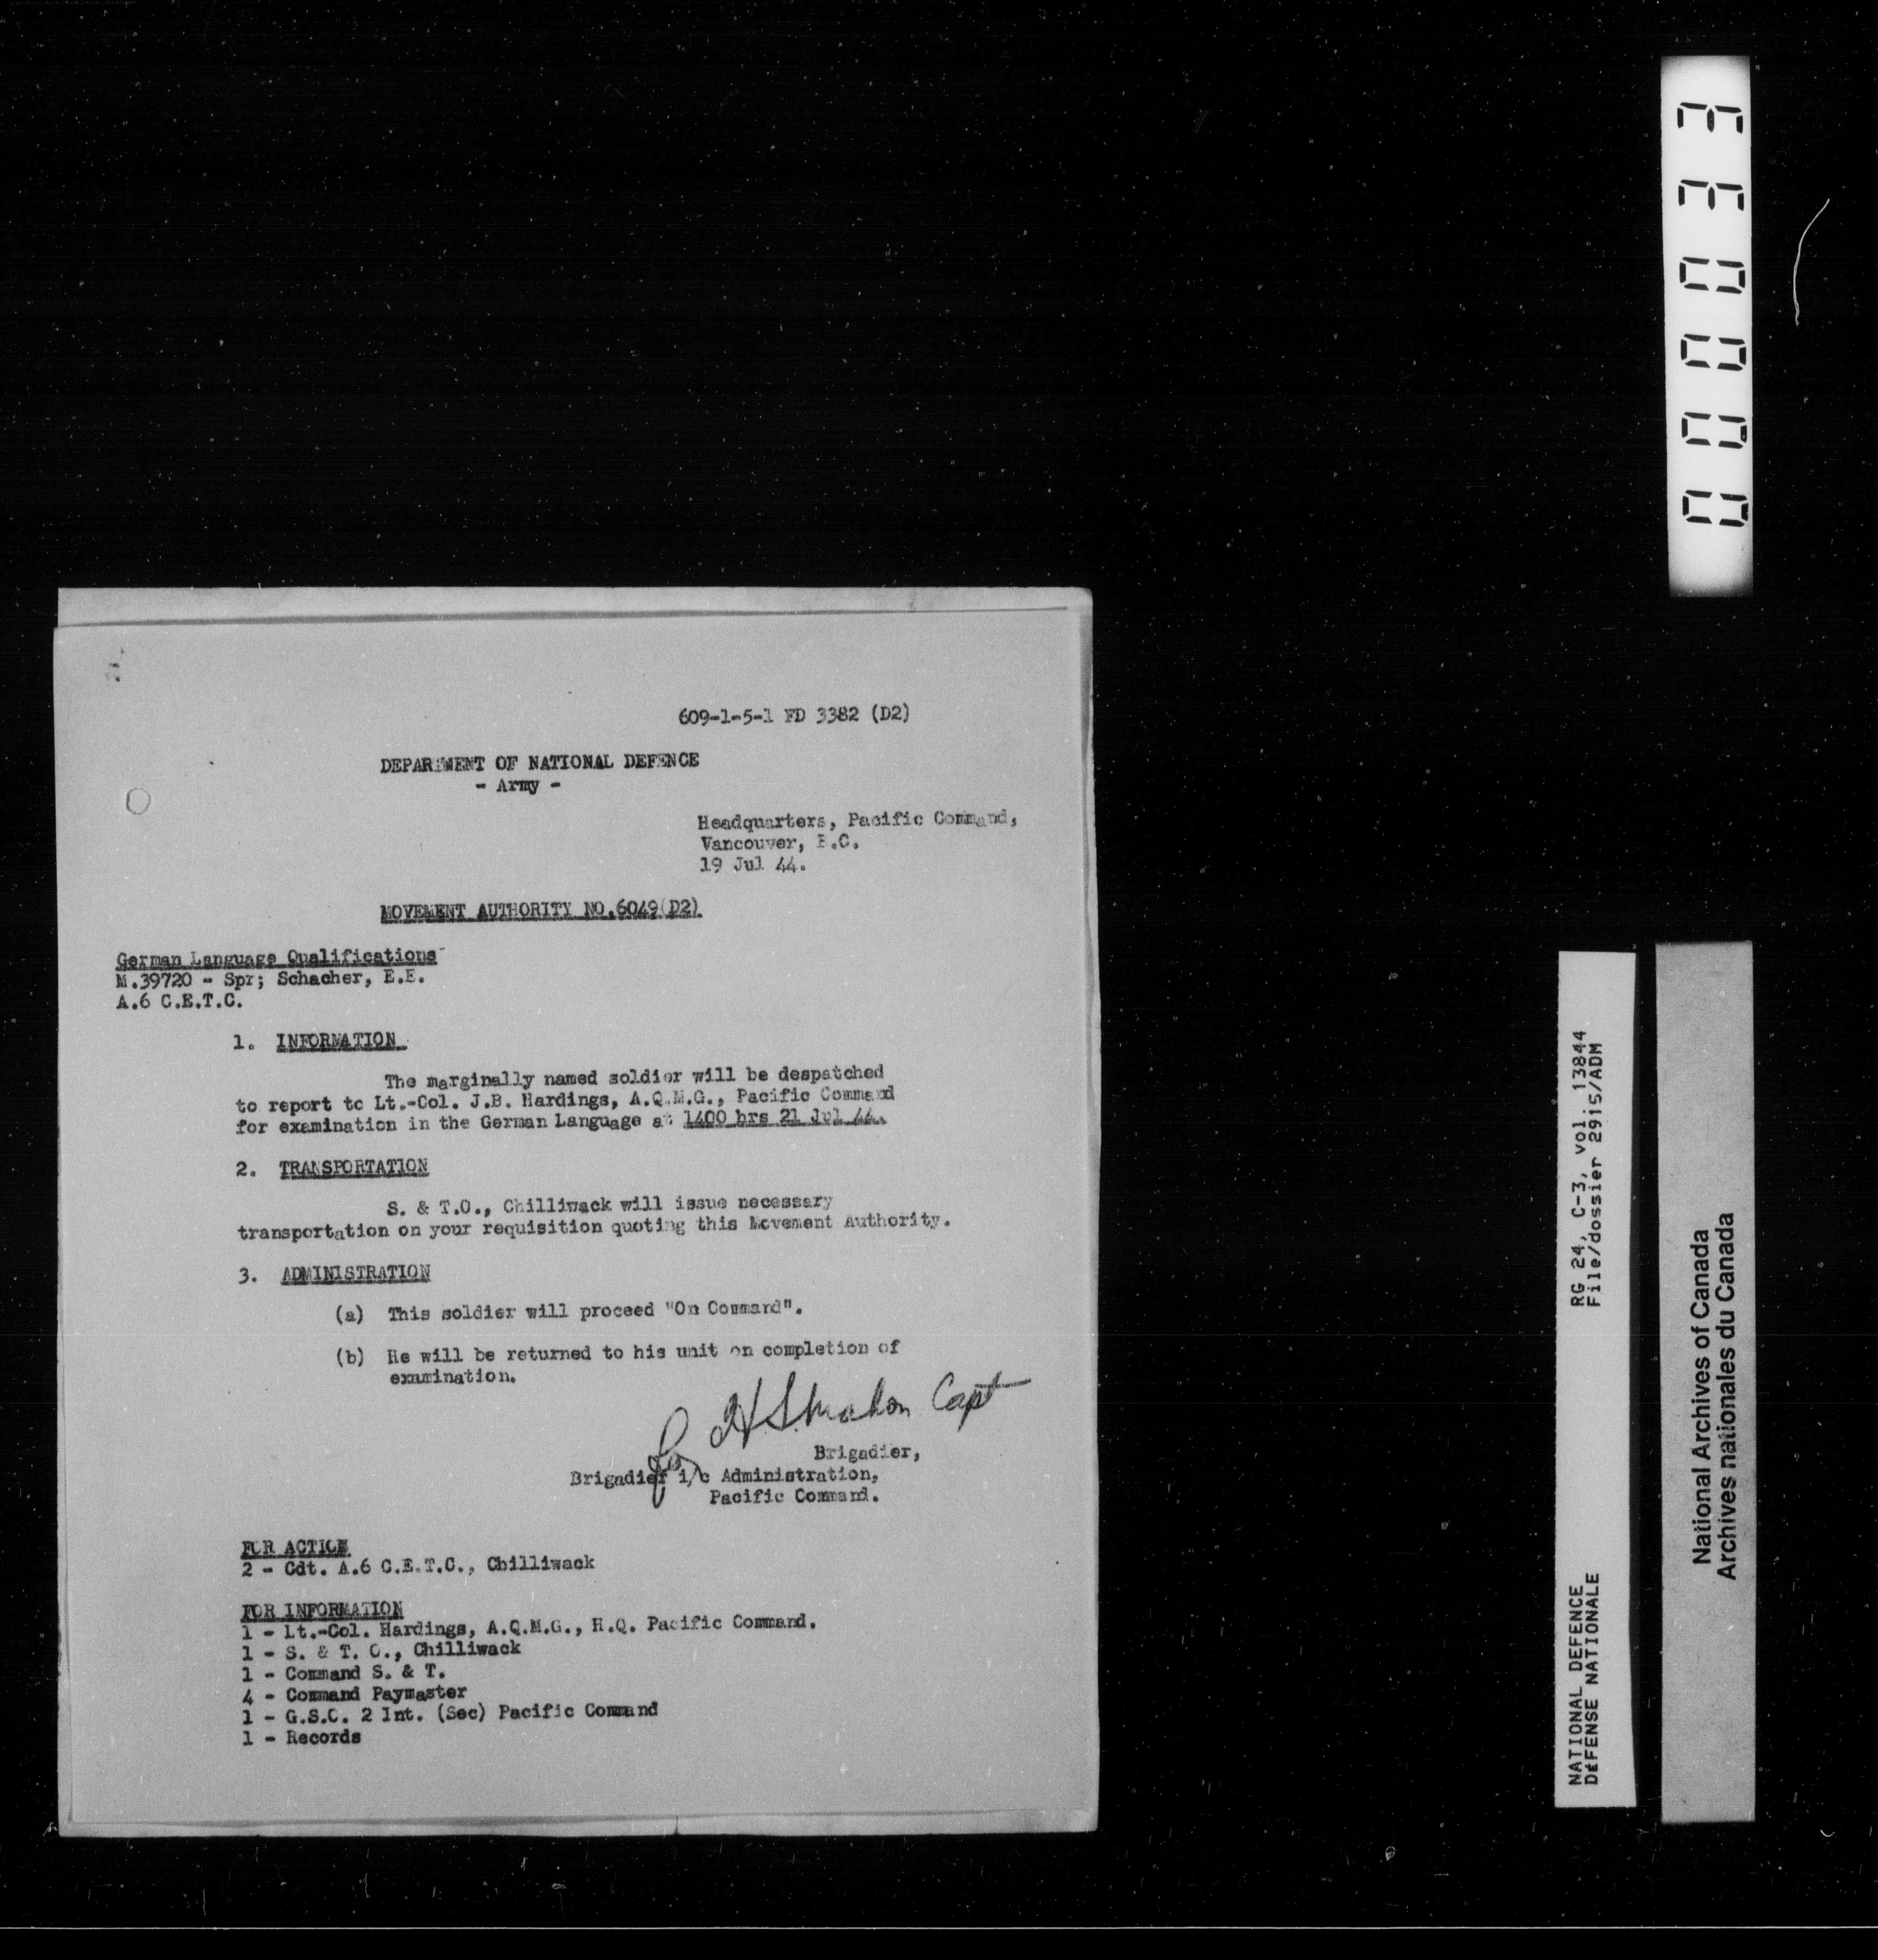 609-1-5-1 FD 3382 (D2)
DEPARTMENT OF NATIONAL DEFENCE
- Army -
Headquarters, Pacific Command,
Vancouver, B.C.
19 Jul 44.
MOVEMENT AUTHORITY NO.6049(D2)
German Language Qualifications
M.39720 - Spr; Schacher, E.E.
A.6 C.E.T.C.
1. INFORMATION
The marginally named soldier will be despatched
to report to Lt.-Col. J.B. Hardings, A.Q.M.G., Pacific Command
for examination in the German Language at 1400 hrs 21 Jul 44.
2. TRANSPORTATION
S. & T.O., Chilliwack will issue necessary
transportation on your requisition quoting this Movement Authority.
3. ADMINISTRATION
(a) This soldier will proceed "On Command".
(b) He will be returned to his unit on completion of
examination.
Capt
for
Brigadier,
Brigadier i/c Administration,
Pacific Command.
FOR ACTION
2 - Cdt. A.6 C.E.T.C., Chilliwack
FOR INFORMATION
1 - Lt.-Col. Hardings, A.Q.M.G., H.Q. Pacific Command.
1 - S. & T. O., Chilliwack
1 - Command S. & T.
4 - Command Paymaster
1 - G.S.O. 2 Int. (Sec) Pacific Command
1 - Records
000033
NATIONAL DEFENCE RG 24, C-3, vol. 13844
DÉFENSE NATIONALE File/dossier 2915/ADM
National Archives of Canada
Archives nationales du Canada